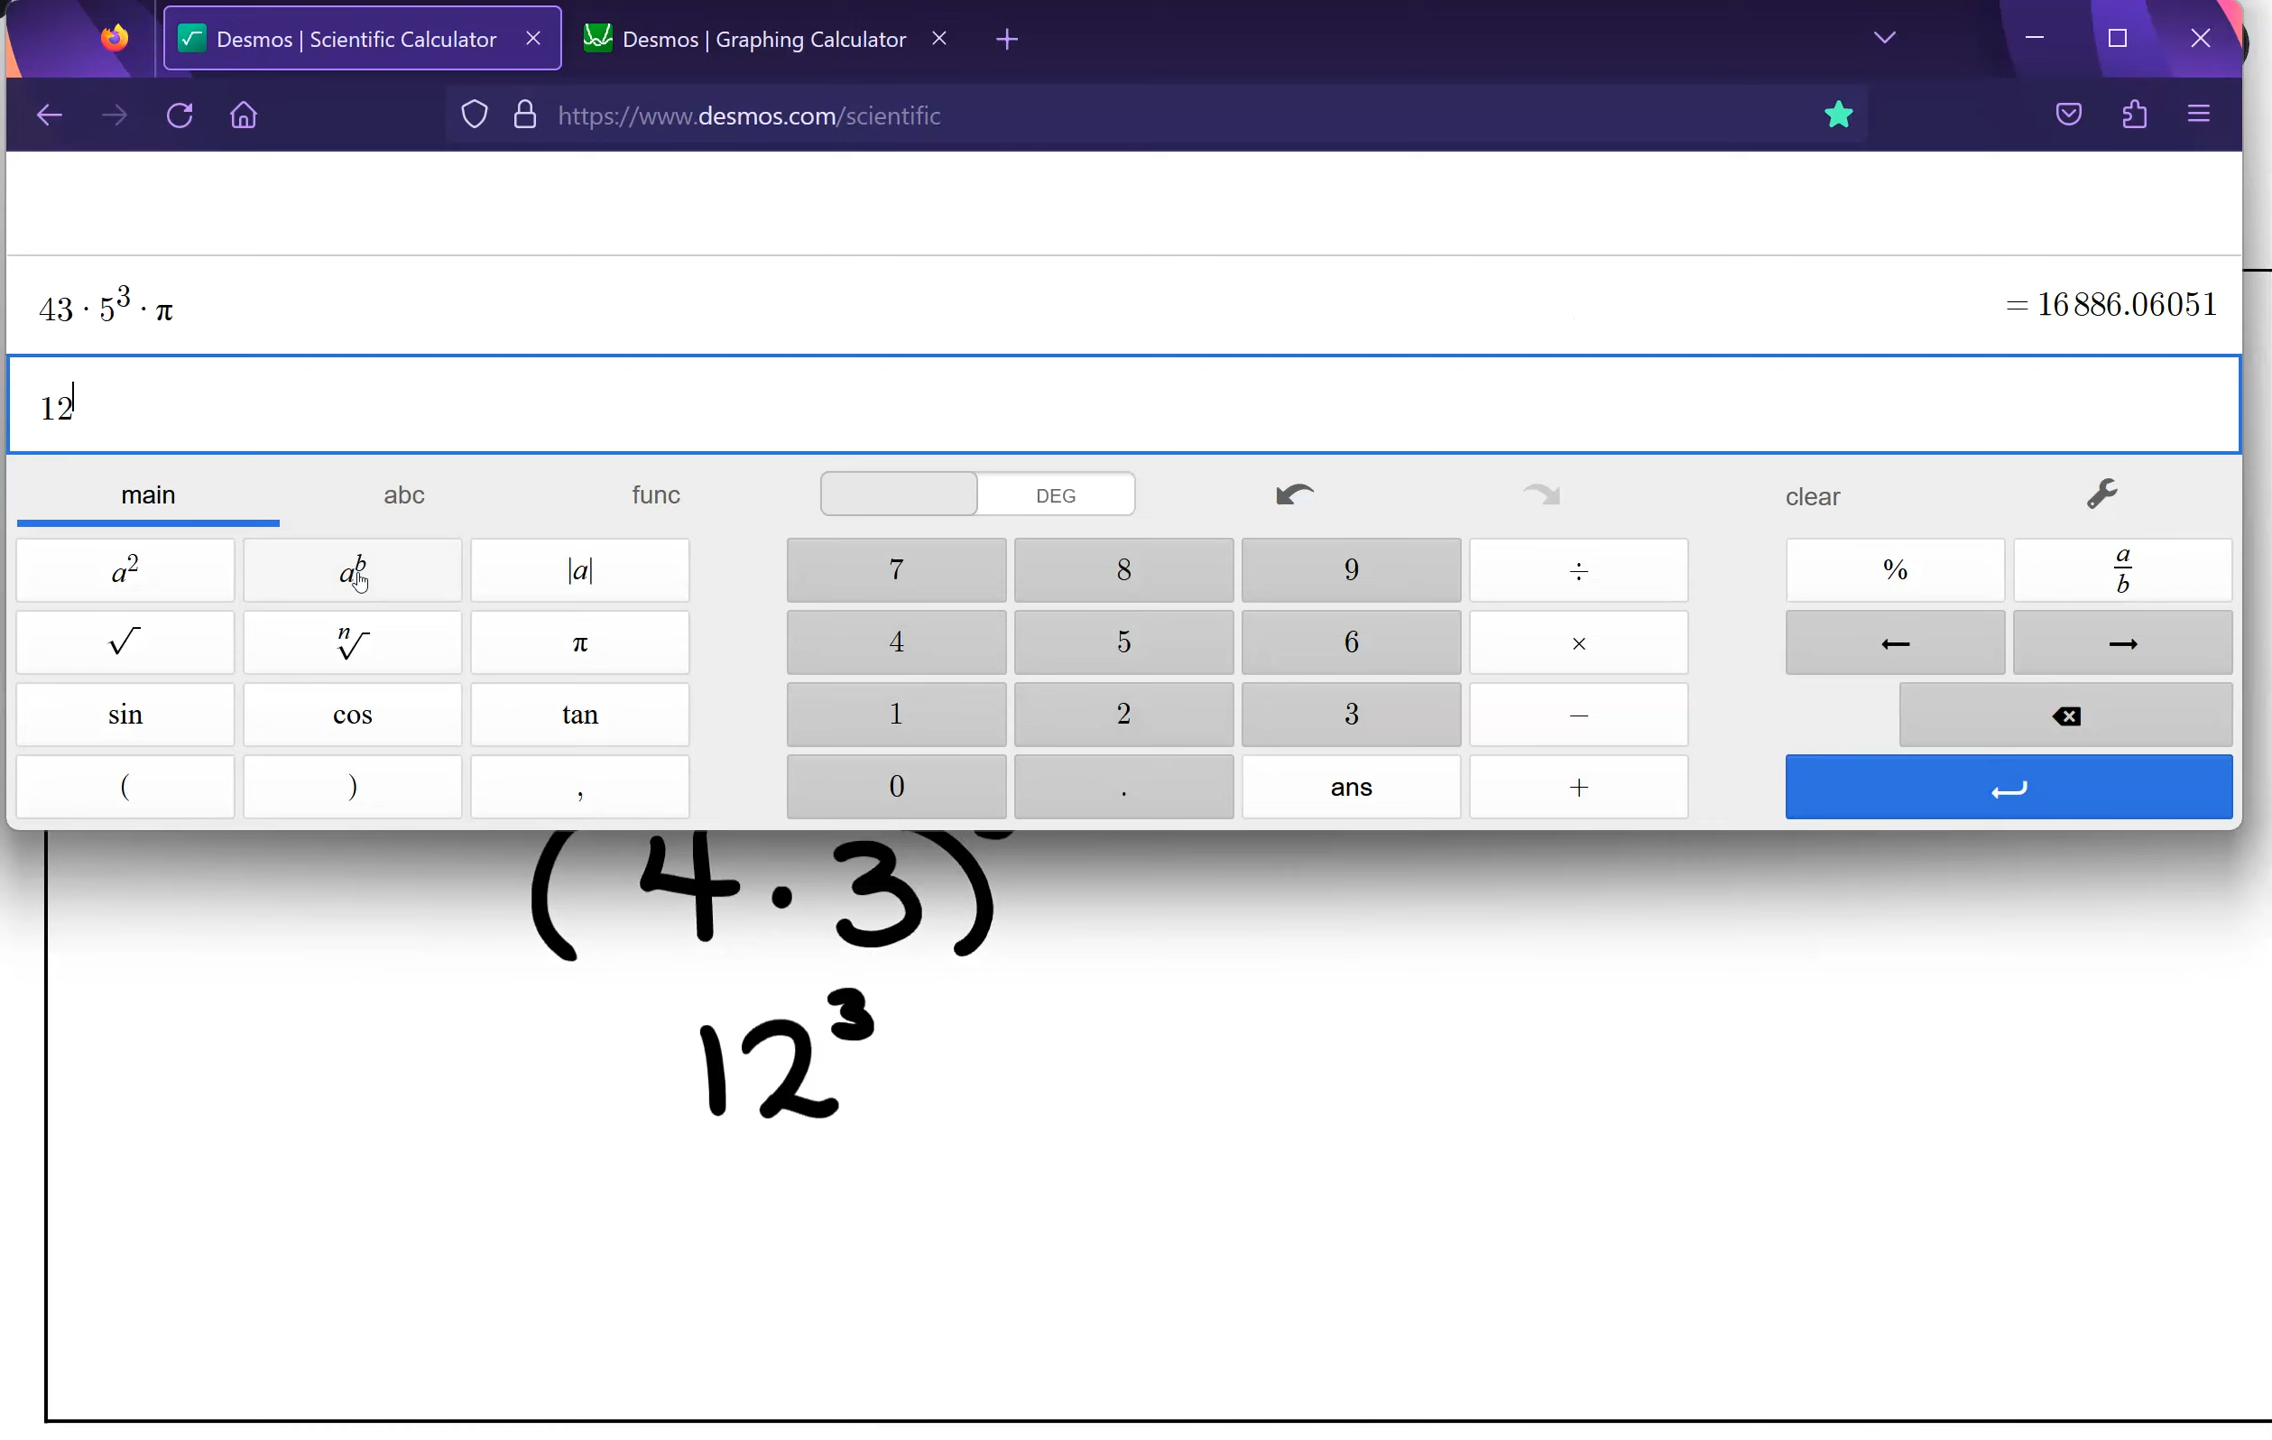 Desmos | Scientific Calculator
Desmos | Graphing Calculator
https://www.desmos.com/scientific
43 · 5³ · π
= 16886.06051
12
main abc func DEG clear
a² aᵇ |a| 7 8 9 ÷ % a/b
√ ⁿ√ π 4 5 6 × ← →
sin cos tan 1 2 3 −
( ) , 0 . ans +
(4 · 3)
12³